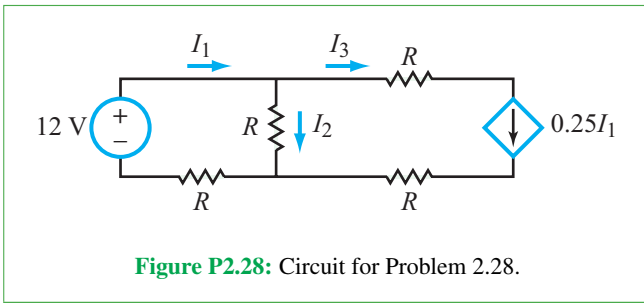 I₁ I₃ R
12 V + − R I₂ 0.25I₁
R R
Figure P2.28: Circuit for Problem 2.28.